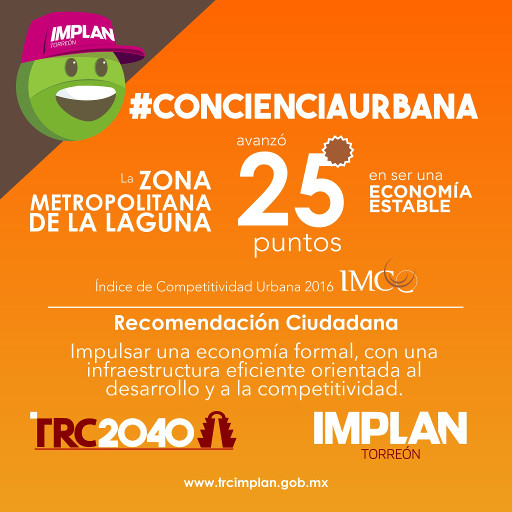 IMPLAN
TORREÓN
#CONCIENCIAURBANA
La ZONA
METROPOLITANA
DE LA LAGUNA
avanzó
25
puntos
en ser una
ECONOMÍA
ESTABLE
Índice de Competitividad Urbana 2016 IMCO
Recomendación Ciudadana
Impulsar una economía formal, con una
infraestructura eficiente orientada al
desarrollo y a la competitividad.
TRC2040
IMPLAN
TORREÓN
www.trcimplan.gob.mx